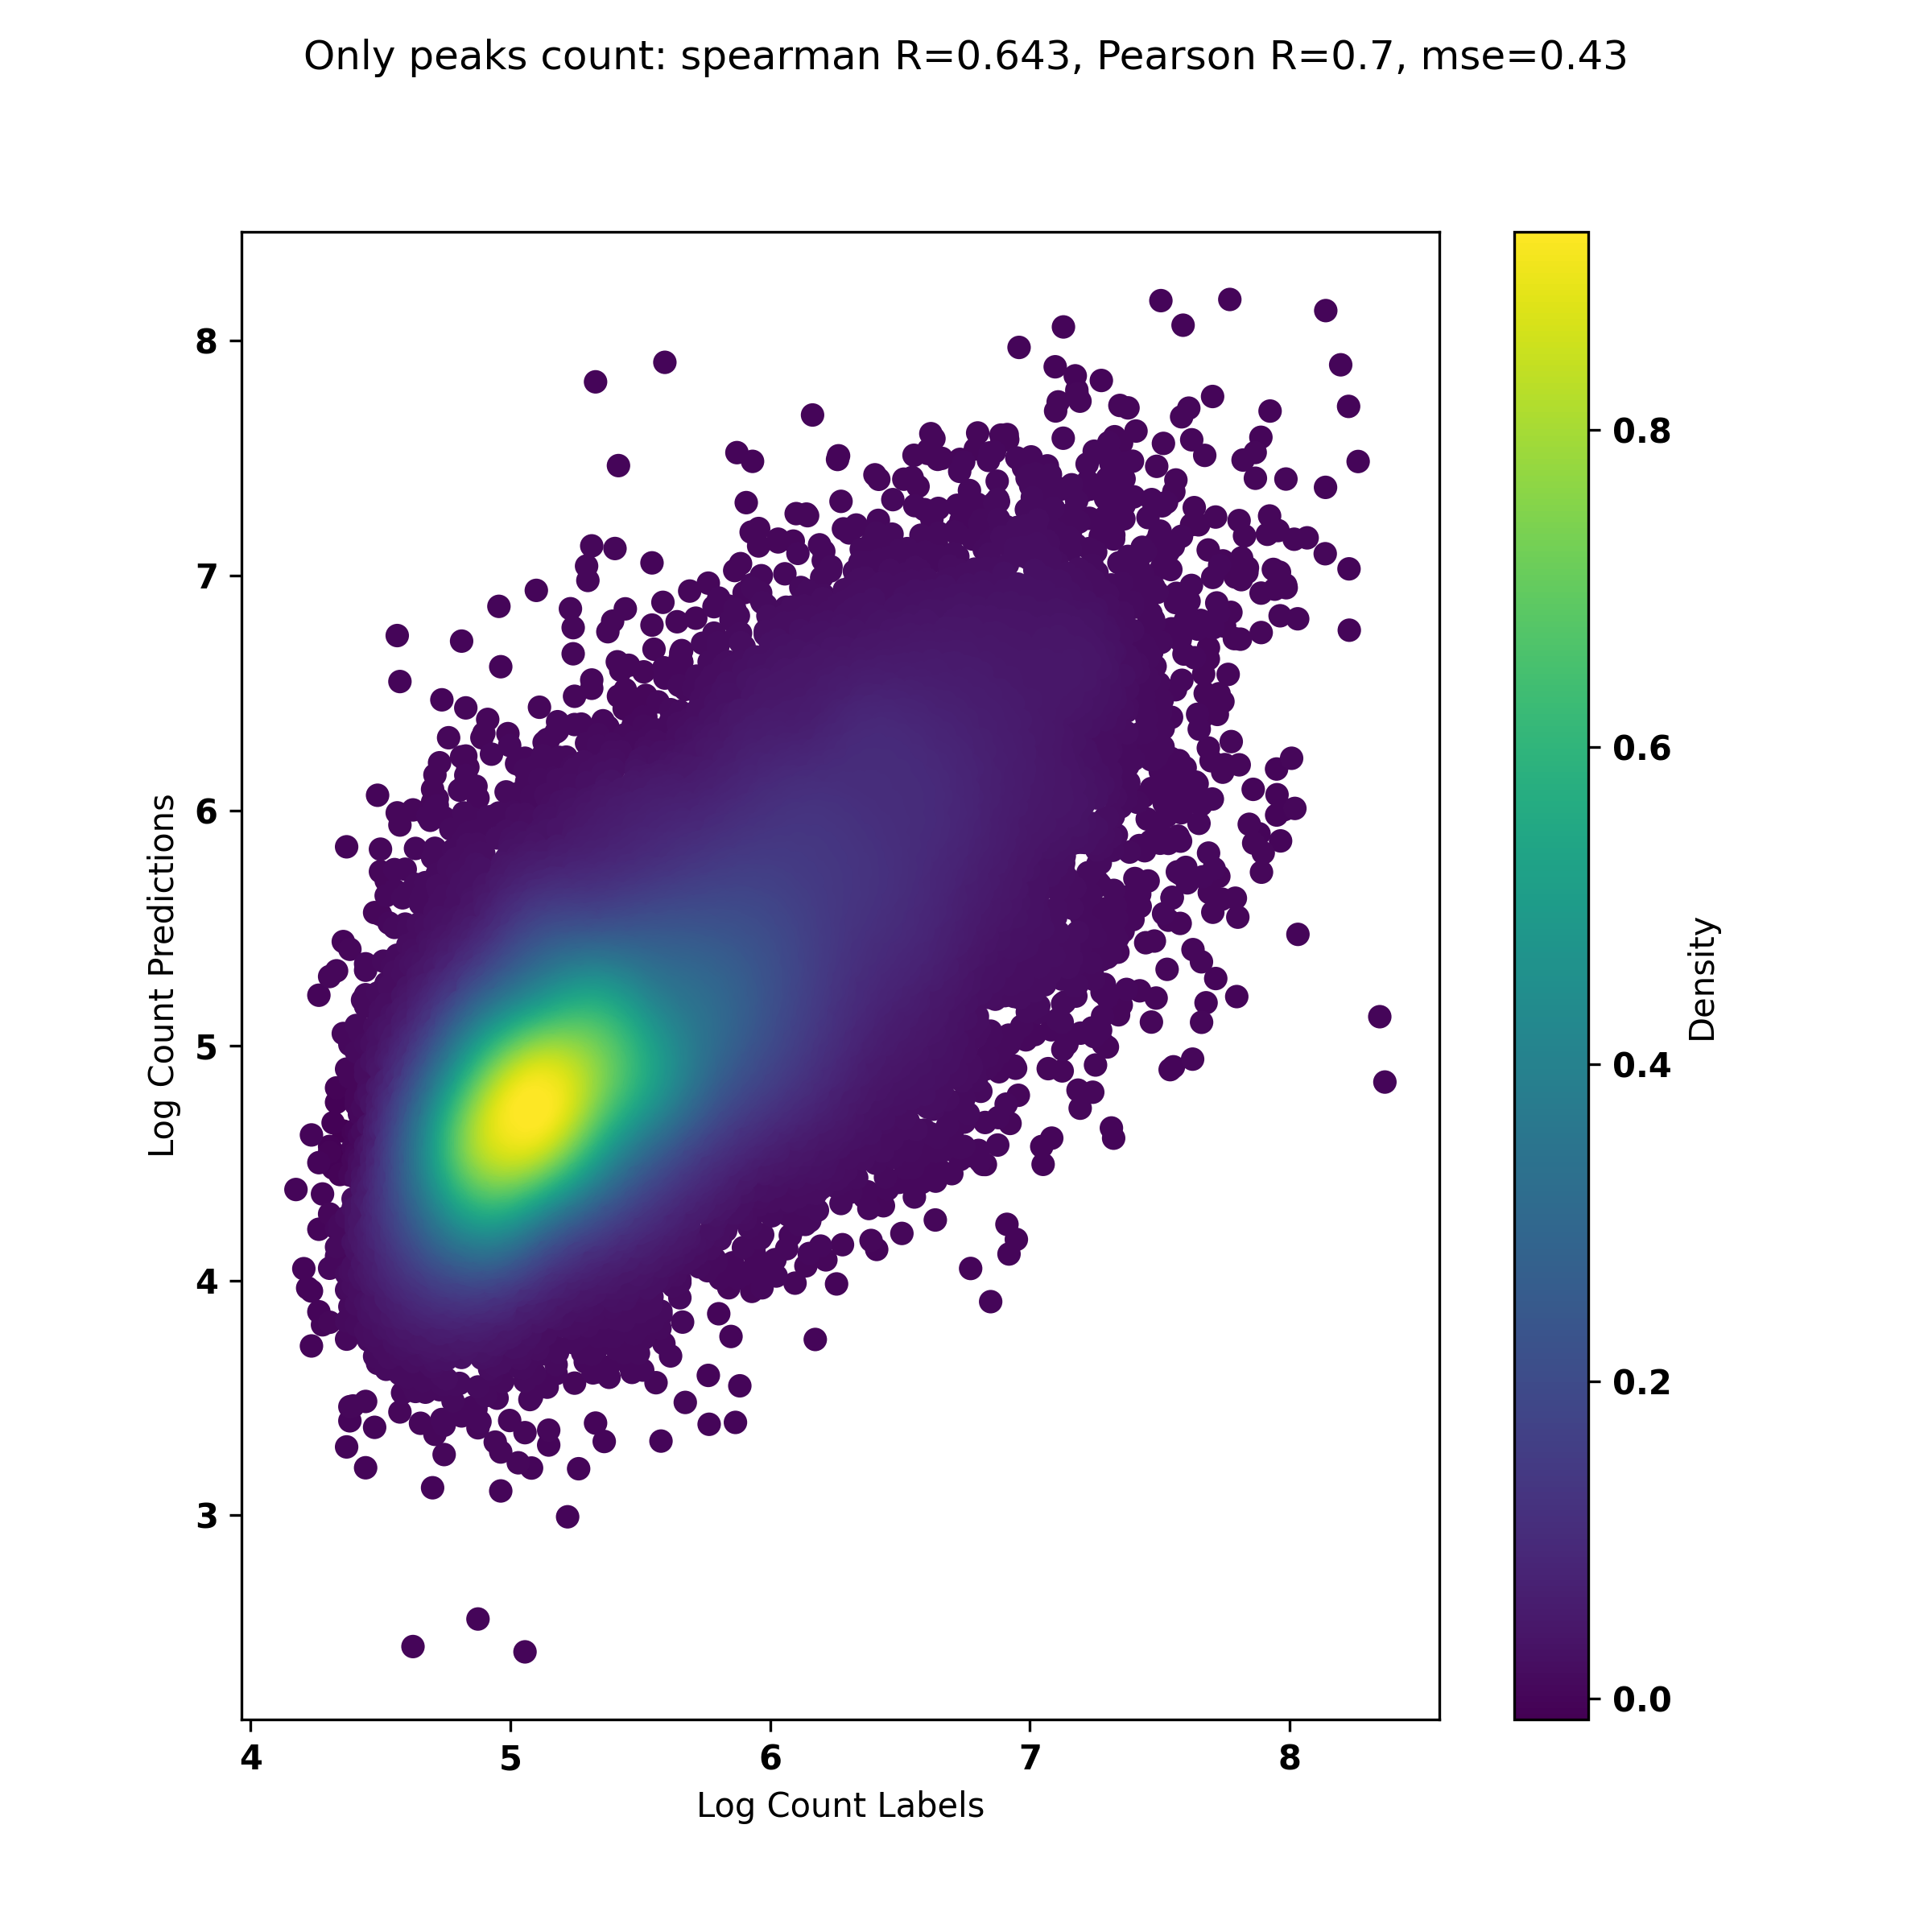 Only peaks count: spearman R=0.643, Pearson R=0.7, mse=0.43
8
7
6
5
4
3
Log Count Predictions
4 5 6 7 8
Log Count Labels
0.8
0.6
0.4
0.2
0.0
Density